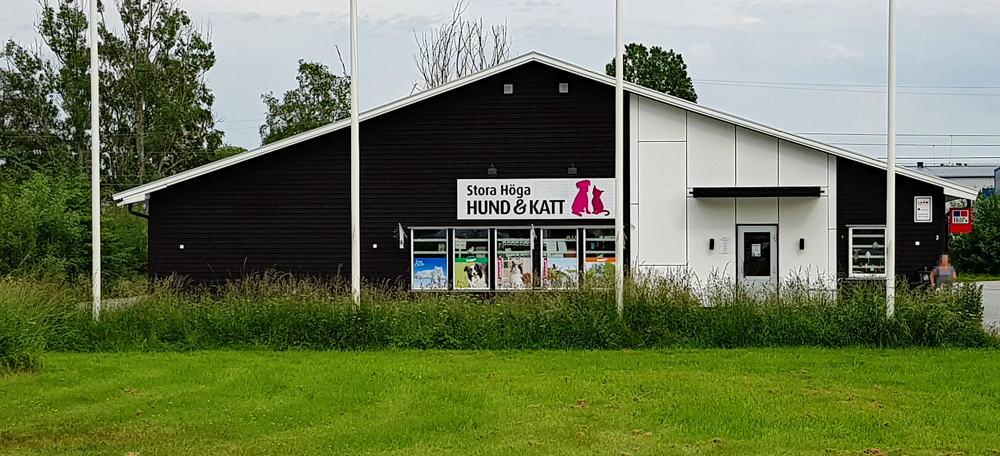 Stora Höga
HUND & KATT